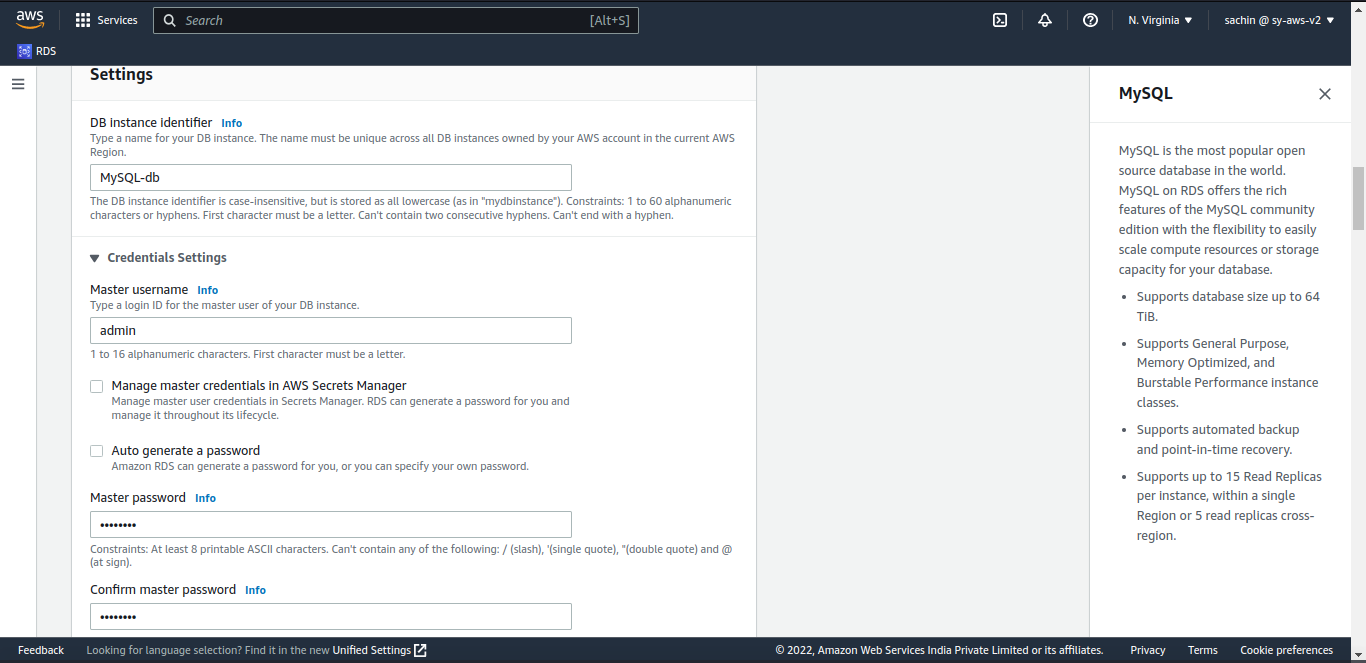 aws
Services
Search
[Alt+S]
N. Virginia
sachin @ sy-aws-v2
RDS
Settings
DB instance identifier Info
Type a name for your DB instance. The name must be unique across all DB instances owned by your AWS account in the current AWS
Region.
MySQL-db
The DB instance identifier is case-insensitive, but is stored as all lowercase (as in "mydbinstance"). Constraints: 1 to 60 alphanumeric
characters or hyphens. First character must be a letter. Can't contain two consecutive hyphens. Can't end with a hyphen.
Credentials Settings
Master username Info
Type a login ID for the master user of your DB instance.
admin
1 to 16 alphanumeric characters. First character must be a letter.
Manage master credentials in AWS Secrets Manager
Manage master user credentials in Secrets Manager. RDS can generate a password for you and
manage it throughout its lifecycle.
Auto generate a password
Amazon RDS can generate a password for you, or you can specify your own password.
Master password Info
••••••••
Constraints: At least 8 printable ASCII characters. Can't contain any of the following: / (slash), '(single quote), "(double quote) and @
(at sign).
Confirm master password Info
••••••••
MySQL
MySQL is the most popular open
source database in the world.
MySQL on RDS offers the rich
features of the MySQL community
edition with the flexibility to easily
scale compute resources or storage
capacity for your database.
• Supports database size up to 64
TiB.
• Supports General Purpose,
Memory Optimized, and
Burstable Performance instance
classes.
• Supports automated backup
and point-in-time recovery.
• Supports up to 15 Read Replicas
per instance, within a single
Region or 5 read replicas cross-
region.
Feedback
Looking for language selection? Find it in the new Unified Settings
© 2022, Amazon Web Services India Private Limited or its affiliates.
Privacy
Terms
Cookie preferences